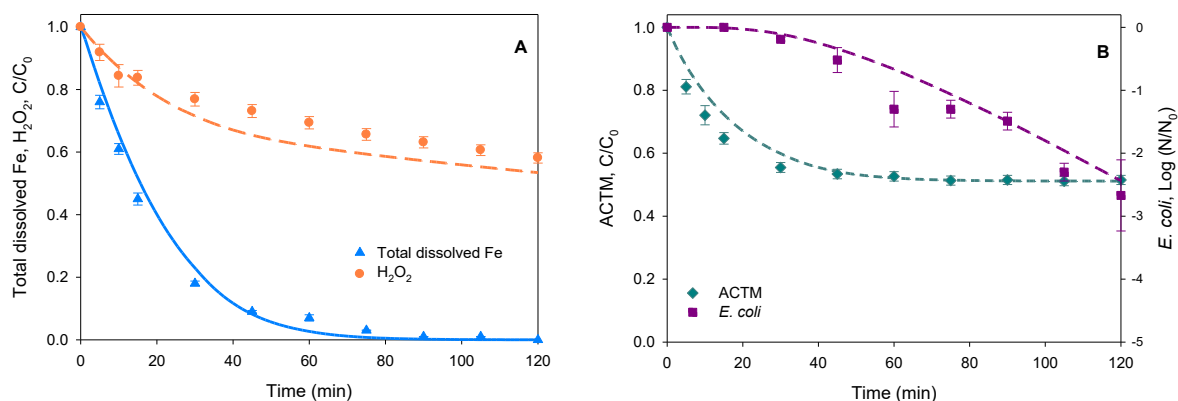 Total dissolved Fe, H₂O₂, C/C₀
1.0
0.8
0.6
0.4
0.2
0.0
A
Total dissolved Fe
H₂O₂
0 20 40 60 80 100 120
Time (min)
ACTM, C/C₀
1.0
0.8
0.6
0.4
0.2
0.0
B
ACTM
E. coli
0 20 40 60 80 100 120
Time (min)
0
-1
-2
-3
-4
-5
E. coli, Log (N/N₀)